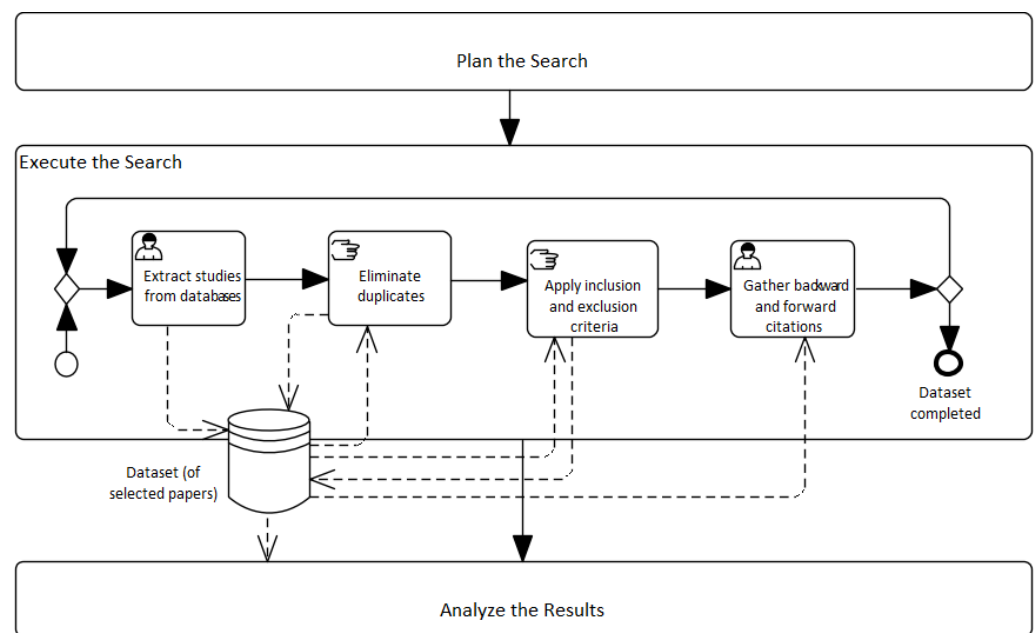 Plan the Search
Execute the Search
Extract studies
from databases
Eliminate
duplicates
Apply inclusion
and exclusion
criteria
Gather backward
and forward
citations
Dataset
completed
Dataset (of
selected papers)
Analyze the Results